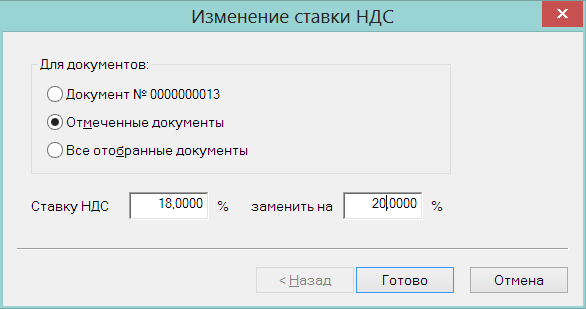 Изменение ставки НДС
Для документов:
Документ № 0000000013
Отмеченные документы
Все отобранные документы
Ставку НДС 18,0000 % заменить на 20,0000 %
< Назад Готово Отмена